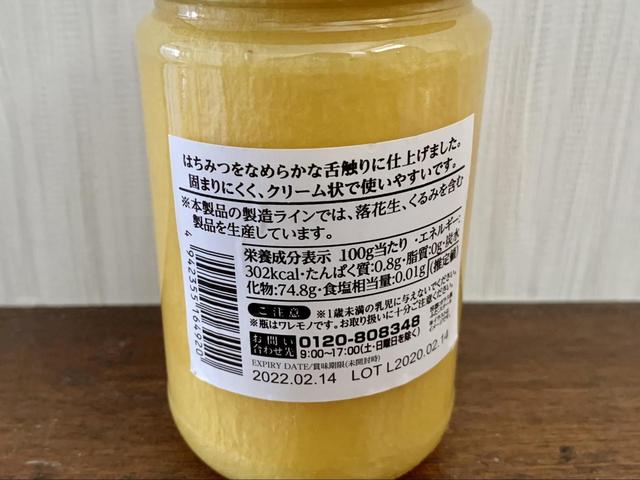 はちみつをなめらかな舌触りに仕上げました。
固まりにくく、クリーム状で使いやすいです。
※本製品の製造ラインでは、落花生、くるみを含む
製品を生産しています。
栄養成分表示 100g当たり ・エネルギー:
302kcal・たんぱく質:0.8g・脂質:0g・炭水
化物:74.8g・食塩相当量:0.01g(推定値)
ご注意 ※1歳未満の乳児に与えないでください。
※瓶はワレモノです。お取り扱いに十分ご注意ください。
お問い合わせ先 0120-808348
9:00〜17:00(土・日曜日を除く)
EXPIRY DATE/賞味期限(未開封時)
2022.02.14 LOT L2020.02.14
4942355164920